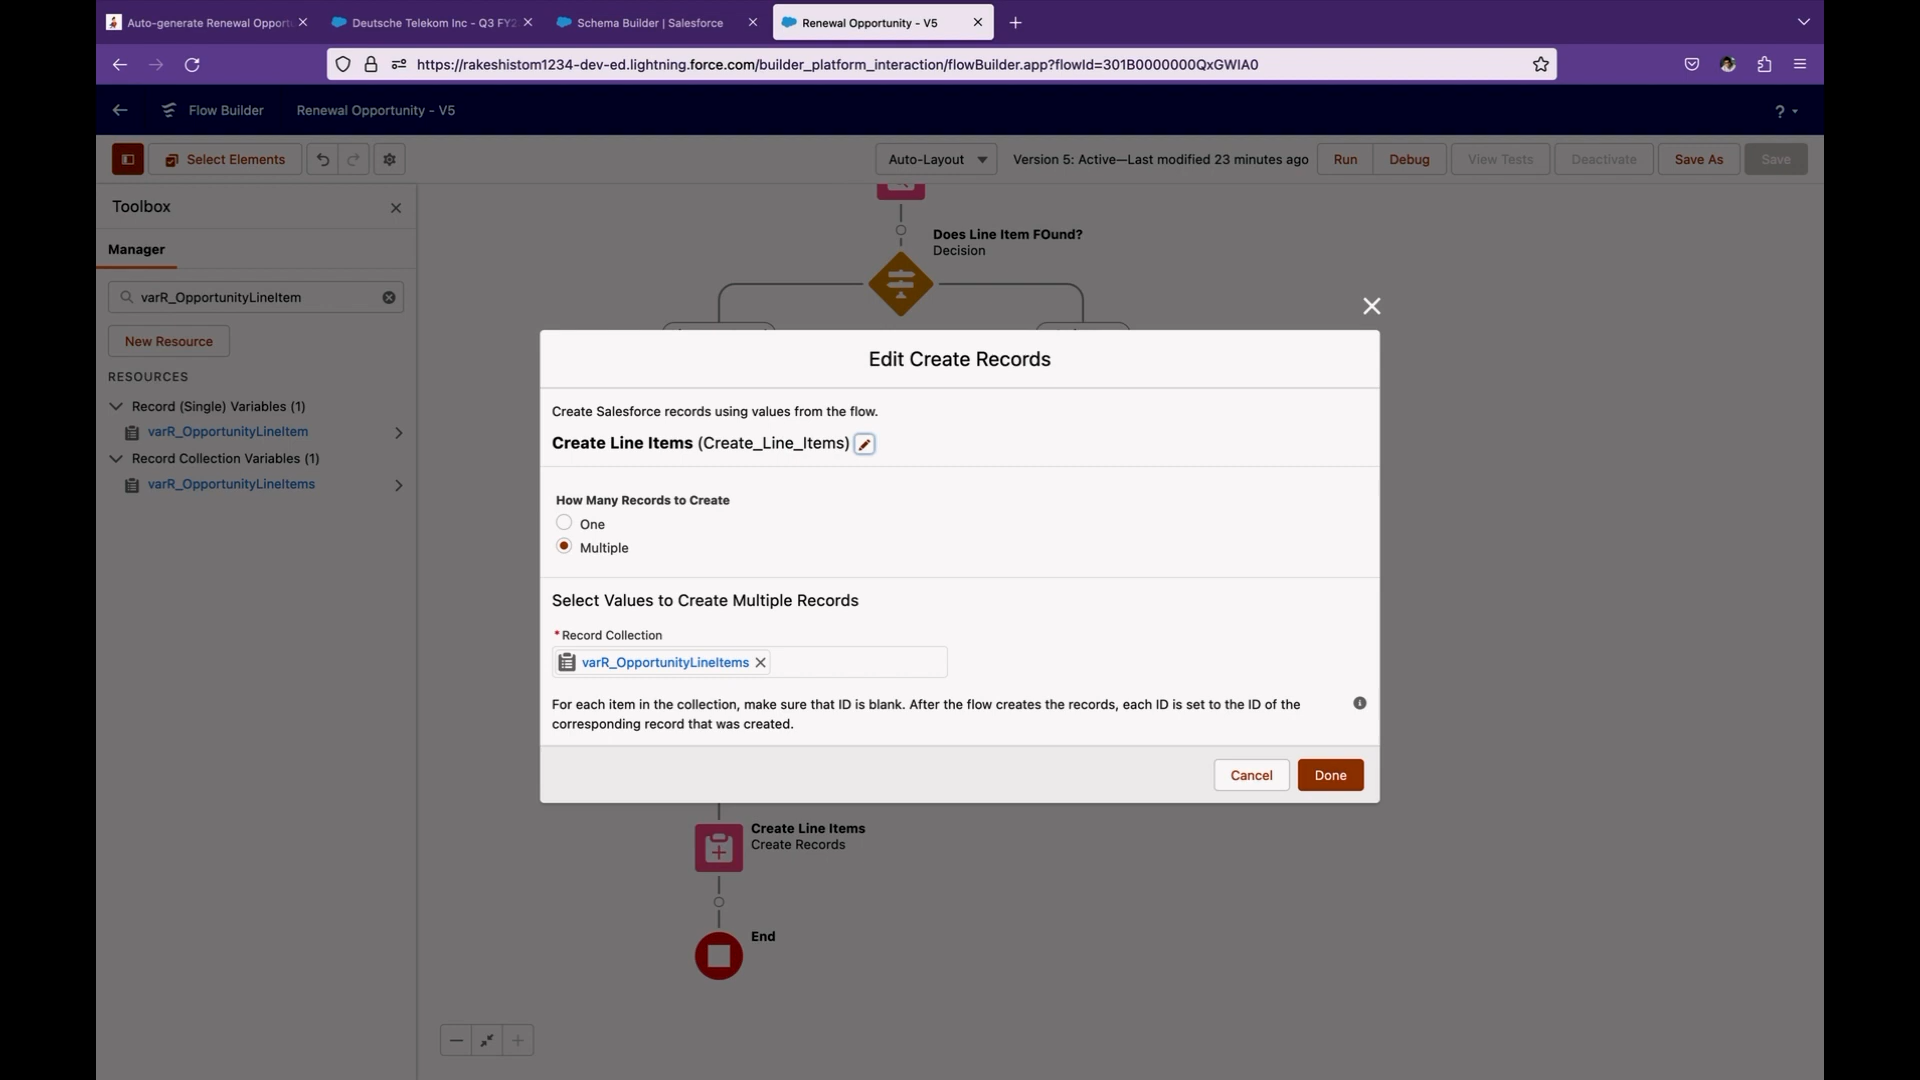 Auto-generate Renewal Opport
Deutsche Telekom Inc - Q3 FY2
Schema Builder | Salesforce
Renewal Opportunity - V5
https://rakeshistom1234-dev-ed.lightning.force.com/builder_platform_interaction/flowBuilder.app?flowId=301B0000000QxGWIA0
Flow Builder
Renewal Opportunity - V5
?
Select Elements
Auto-Layout
Version 5: Active—Last modified 23 minutes ago
Run
Debug
View Tests
Deactivate
Save As
Save
Toolbox
Manager
varR_OpportunityLineItem
New Resource
RESOURCES
Record (Single) Variables (1)
varR_OpportunityLineItem
Record Collection Variables (1)
varR_OpportunityLineItems
Does Line Item FOund?
Decision
Edit Create Records
Create Salesforce records using values from the flow.
Create Line Items (Create_Line_Items)
How Many Records to Create
One
Multiple
Select Values to Create Multiple Records
* Record Collection
varR_OpportunityLineItems
For each item in the collection, make sure that ID is blank. After the flow creates the records, each ID is set to the ID of the
corresponding record that was created.
Cancel
Done
Create Line Items
Create Records
End